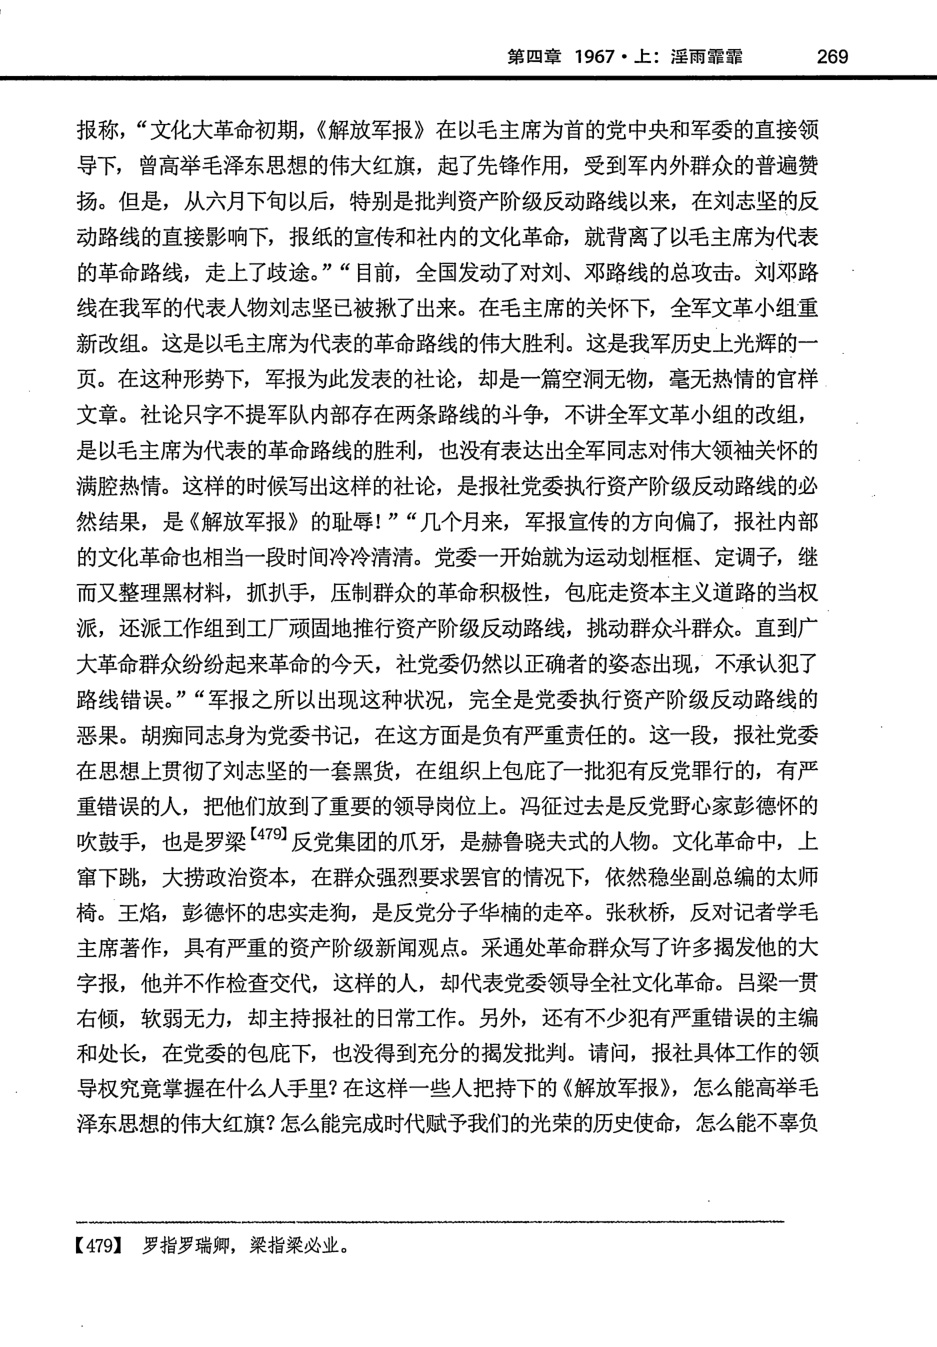 第四章 1967·上：淫雨霏霏 269
报称，“文化大革命初期，《解放军报》在以毛主席为首的党中央和军委的直接领
导下，曾高举毛泽东思想的伟大红旗，起了先锋作用，受到军内外群众的普遍赞
扬。但是，从六月下旬以后，特别是批判资产阶级反动路线以来，在刘志坚的反
动路线的直接影响下，报纸的宣传和社内的文化革命，就背离了以毛主席为代表
的革命路线，走上了歧途。”“目前，全国发动了对刘、邓路线的总攻击。刘邓路
线在我军的代表人物刘志坚已被揪了出来。在毛主席的关怀下，全军文革小组重
新改组。这是以毛主席为代表的革命路线的伟大胜利。这是我军历史上光辉的一
页。在这种形势下，军报为此发表的社论，却是一篇空洞无物，毫无热情的官样
文章。社论只字不提军队内部存在两条路线的斗争，不讲全军文革小组的改组，
是以毛主席为代表的革命路线的胜利，也没有表达出全军同志对伟大领袖关怀的
满腔热情。这样的时候写出这样的社论，是报社党委执行资产阶级反动路线的必
然结果，是《解放军报》的耻辱！”“几个月来，军报宣传的方向偏了，报社内部
的文化革命也相当一段时间冷冷清清。党委一开始就为运动划框框、定调子，继
而又整理黑材料，抓扒手，压制群众的革命积极性，包庇走资本主义道路的当权
派，还派工作组到工厂顽固地推行资产阶级反动路线，挑动群众斗群众。直到广
大革命群众纷纷起来革命的今天，社党委仍然以正确者的姿态出现，不承认犯了
路线错误。”“军报之所以出现这种状况，完全是党委执行资产阶级反动路线的
恶果。胡痴同志身为党委书记，在这方面是负有严重责任的。这一段，报社党委
在思想上贯彻了刘志坚的一套黑货，在组织上包庇了一批犯有反党罪行的，有严
重错误的人，把他们放到了重要的领导岗位上。冯征过去是反党野心家彭德怀的
吹鼓手，也是罗梁【479】反党集团的爪牙，是赫鲁晓夫式的人物。文化革命中，上
窜下跳，大捞政治资本，在群众强烈要求罢官的情况下，依然稳坐副总编的太师
椅。王焰，彭德怀的忠实走狗，是反党分子华楠的走卒。张秋桥，反对记者学毛
主席著作，具有严重的资产阶级新闻观点。采通处革命群众写了许多揭发他的大
字报，他并不作检查交代，这样的人，却代表党委领导全社文化革命。吕梁一贯
右倾，软弱无力，却主持报社的日常工作。另外，还有不少犯有严重错误的主编
和处长，在党委的包庇下，也没得到充分的揭发批判。请问，报社具体工作的领
导权究竟掌握在什么人手里？在这样一些人把持下的《解放军报》，怎么能高举毛
泽东思想的伟大红旗？怎么能完成时代赋予我们的光荣的历史使命，怎么能不辜负
【479】 罗指罗瑞卿，梁指梁必业。